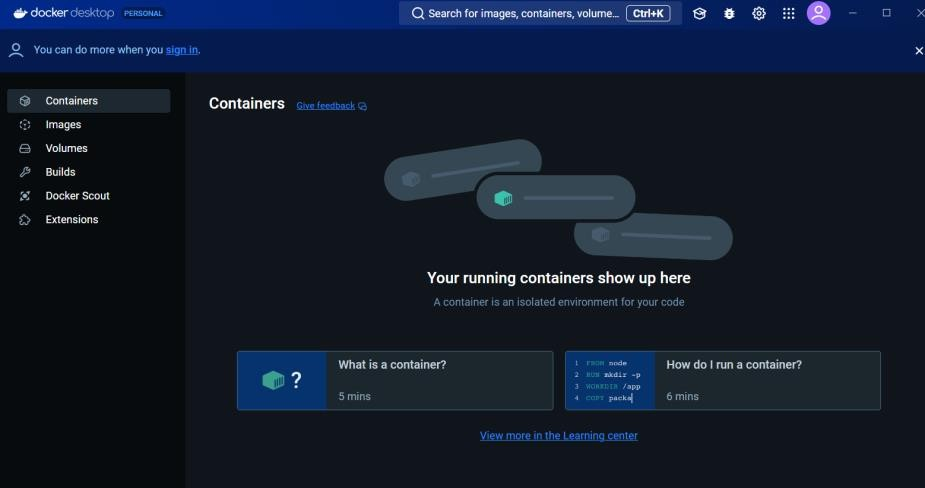 docker desktop PERSONAL
Search for images, containers, volume... Ctrl+K
You can do more when you sign in.
Containers
Images
Volumes
Builds
Docker Scout
Extensions
Containers Give feedback
Your running containers show up here
A container is an isolated environment for your code
?
What is a container?
5 mins
1 FROM node
2 RUN mkdir -p
3 WORKDIR /app
4 COPY packa
How do I run a container?
6 mins
View more in the Learning center